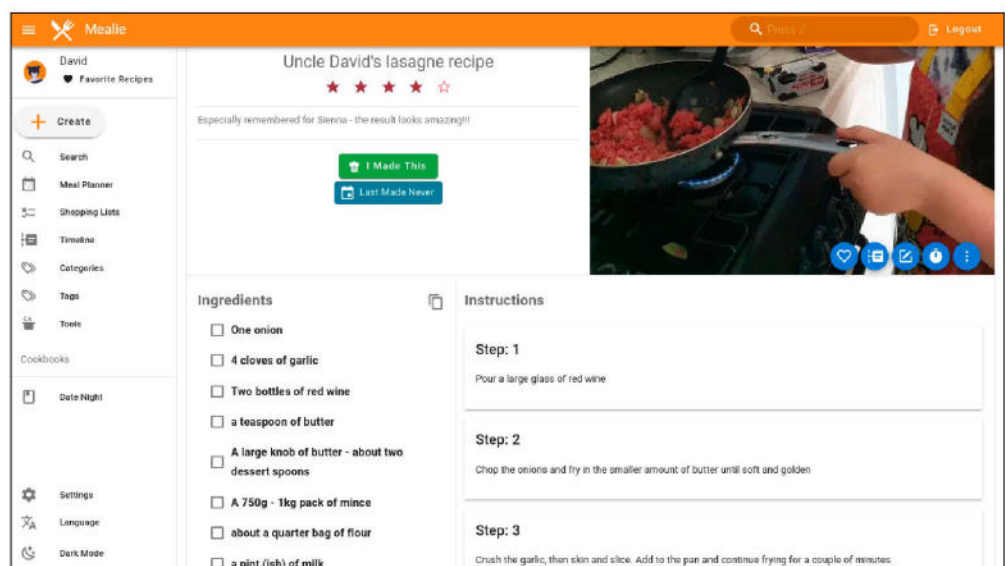 Mealie
Press '/'
Logout
David
Favorite Recipes
Create
Search
Meal Planner
Shopping Lists
Timeline
Categories
Tags
Tools
Cookbooks
Date Night
Settings
Language
Dark Mode
Uncle David's lasagne recipe
Especially remembered for Sienna - the result looks amazing!!!
I Made This
Last Made Never
Ingredients
One onion
4 cloves of garlic
Two bottles of red wine
a teaspoon of butter
A large knob of butter - about two
dessert spoons
A 750g - 1kg pack of mince
about a quarter bag of flour
a pint (ish) of milk
Instructions
Step: 1
Pour a large glass of red wine
Step: 2
Chop the onions and fry in the smaller amount of butter until soft and golden
Step: 3
Crush the garlic, then skin and slice. Add to the pan and continue frying for a couple of minutes